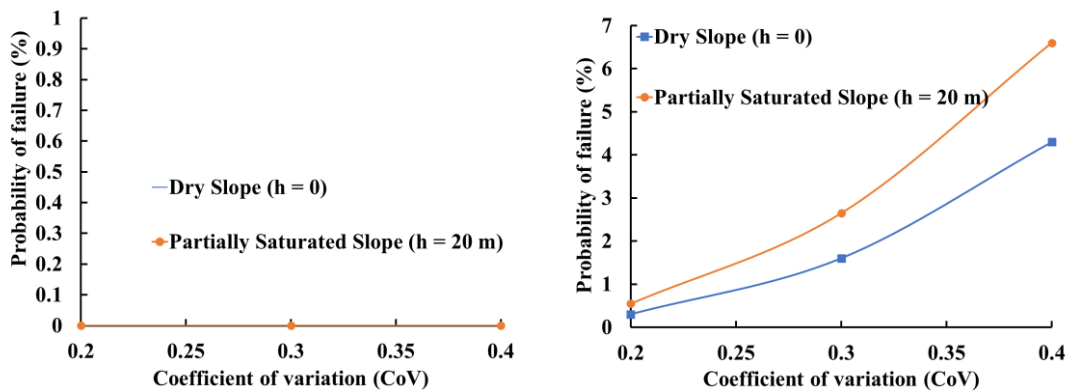 Probability of failure (%)
1
0.9
0.8
0.7
0.6
0.5
0.4
0.3
0.2
0.1
0
Dry Slope (h = 0)
Partially Saturated Slope (h = 20 m)
0.2 0.25 0.3 0.35 0.4
Coefficient of variation (CoV)
Probability of failure (%)
7
6
5
4
3
2
1
0
Dry Slope (h = 0)
Partially Saturated Slope (h = 20 m)
0.2 0.25 0.3 0.35 0.4
Coefficient of variation (CoV)